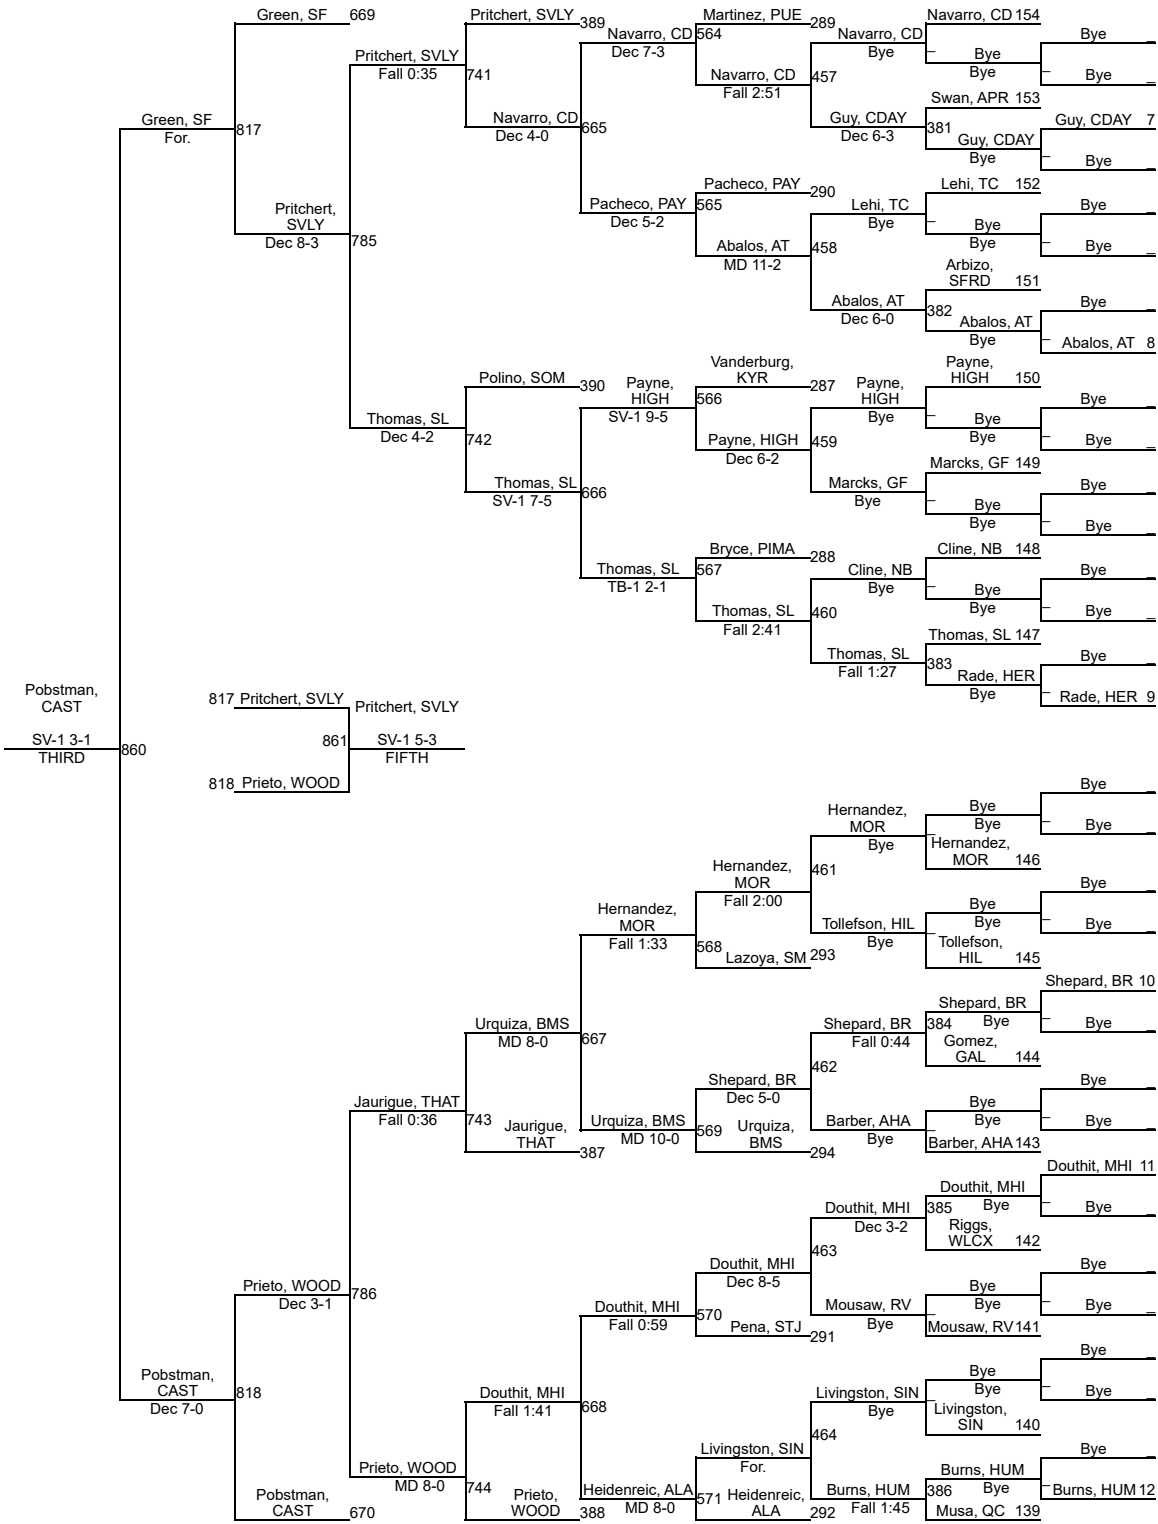 Green, SF 669
Pritchert, SVLY 389
Martinez, PUE 289
Navarro, CD 154
Navarro, CD 564
Dec 7-3
Navarro, CD
Bye
Bye _
Pritchert, SVLY
Fall 0:35
741
Navarro, CD
Fall 2:51
457
_
Bye
Bye
_
Bye _
Green, SF
For.
817
Navarro, CD
Dec 4-0
665
Guy, CDAY
Dec 6-3
Swan, APR 153
381
Guy, CDAY
Bye
Guy, CDAY 7
_
Bye _
Pritchert,
SVLY
Dec 8-3
785
Pacheco, PAY
Dec 5-2
Pacheco, PAY 290
565
Abalos, AT
MD 11-2
458
Lehi, TC
Bye
Lehi, TC 152
_
Bye
Bye
Bye _
_
Bye _
Abalos, AT
Dec 6-0
Arbizo,
SFRD 151
382
Abalos, AT
Bye
Bye _
_
Abalos, AT 8
Polino, SOM 390
Payne,
HIGH
SV-1 9-5
Vanderburg,
KYR 287
566
Payne,
HIGH
Bye
Payne,
HIGH 150
_
Bye
Bye
Bye _
_
Bye _
Thomas, SL
Dec 4-2
742
Payne, HIGH
Dec 6-2
459
Marcks, GF
Bye
Marcks, GF 149
_
Bye
Bye
Bye _
_
Bye _
Thomas, SL
SV-1 7-5
666
Thomas, SL
TB-1 2-1
Bryce, PIMA 288
567
Thomas, SL
Fall 2:41
460
Cline, NB
Bye
Cline, NB 148
_
Bye
Bye
Bye _
_
Bye _
Thomas, SL
Fall 1:27
Thomas, SL 147
383
Rade, HER
Bye
Bye _
_
Rade, HER 9
Pobstman,
CAST
SV-1 3-1
THIRD
860
817 Pritchert, SVLY
Pritchert, SVLY
861
SV-1 5-3
FIFTH
818 Prieto, WOOD
Hernandez,
MOR
Bye
Bye
Bye
_
Hernandez,
MOR 146
Bye _
_
Bye _
Hernandez,
MOR
Fall 2:00
461
Hernandez,
MOR
Fall 1:33
568
Lazoya, SM 293
Tollefson, HIL
Bye
Bye
Bye
_
Tollefson,
HIL 145
Bye _
_
Bye _
Urquiza, BMS
MD 8-0
667
Shepard, BR
Fall 0:44
Shepard, BR
384 Bye
Gomez,
GAL 144
Shepard, BR 10
_
Bye _
Shepard, BR
Dec 5-0
462
Jaurigue, THAT
Fall 0:36
743
Jaurigue,
THAT 387
Urquiza, BMS
MD 10-0
569
Urquiza,
BMS 294
Barber, AHA
Bye
Bye
Bye
_
Barber, AHA 143
Bye _
_
Bye _
Douthit, MHI
Dec 3-2
Douthit, MHI
385 Bye
Riggs,
WLCX 142
Douthit, MHI 11
_
Bye _
Prieto, WOOD
Dec 3-1
786
Douthit, MHI
Fall 0:59
Douthit, MHI
Dec 8-5
463
570
Pena, STJ 291
Mousaw, RV
Bye
Bye
Bye
_
Mousaw, RV 141
Bye _
_
Bye _
Pobstman,
CAST
Dec 7-0
818
Douthit, MHI
Fall 1:41
668
Livingston, SIN
Bye
Bye
Bye
_
Livingston,
SIN 140
Bye _
_
Bye _
Prieto, WOOD
MD 8-0
744
Livingston, SIN
For.
464
Pobstman,
CAST 670
Prieto,
WOOD 388
Heidenreic, ALA
MD 8-0
571
Heidenreic,
ALA 292
Burns, HUM
Fall 1:45
Burns, HUM
386 Bye
Musa, QC 139
Bye _
_
Burns, HUM 12